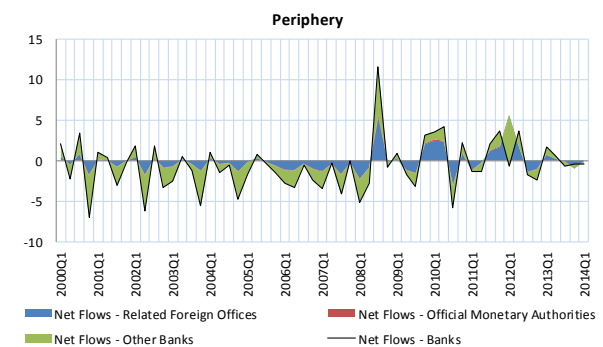 Periphery
15
10
5
0
-5
-10
2000Q1
2001Q1
2002Q1
2003Q1
2004Q1
2005Q1
2006Q1
2007Q1
2008Q1
2009Q1
2010Q1
2011Q1
2012Q1
2013Q1
2014Q1
Net Flows - Related Foreign Offices
Net Flows - Official Monetary Authorities
Net Flows - Other Banks
Net Flows - Banks